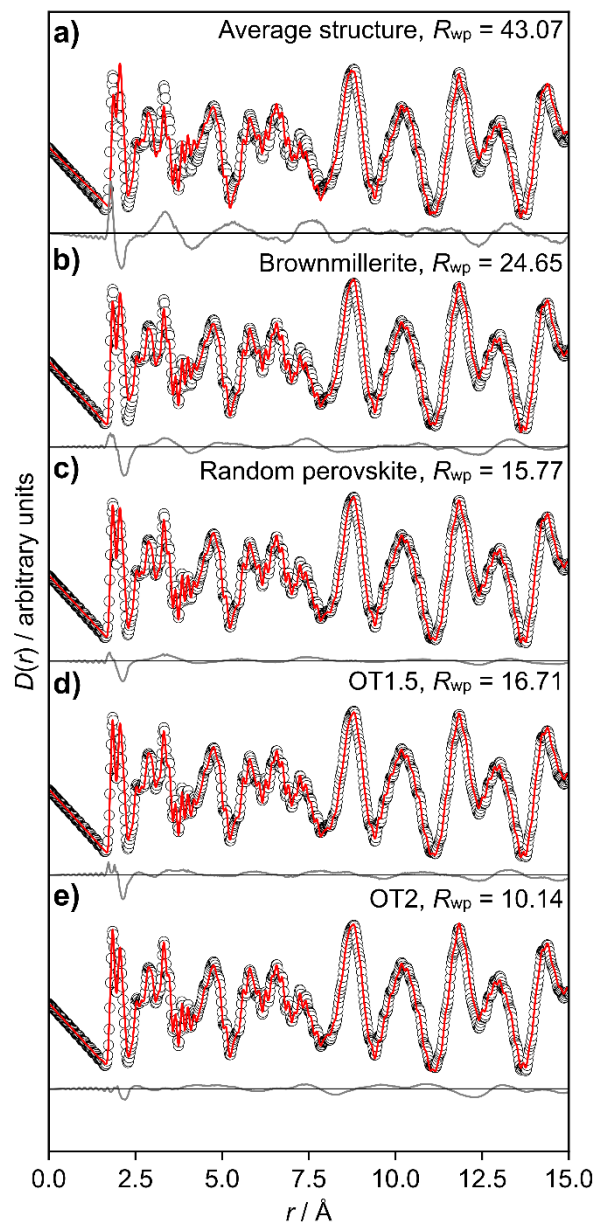 a) Average structure, Rwp = 43.07
b) Brownmillerite, Rwp = 24.65
c) Random perovskite, Rwp = 15.77
d) OT1.5, Rwp = 16.71
e) OT2, Rwp = 10.14
D(r) / arbitrary units
0.0 2.5 5.0 7.5 10.0 12.5 15.0
r / Å